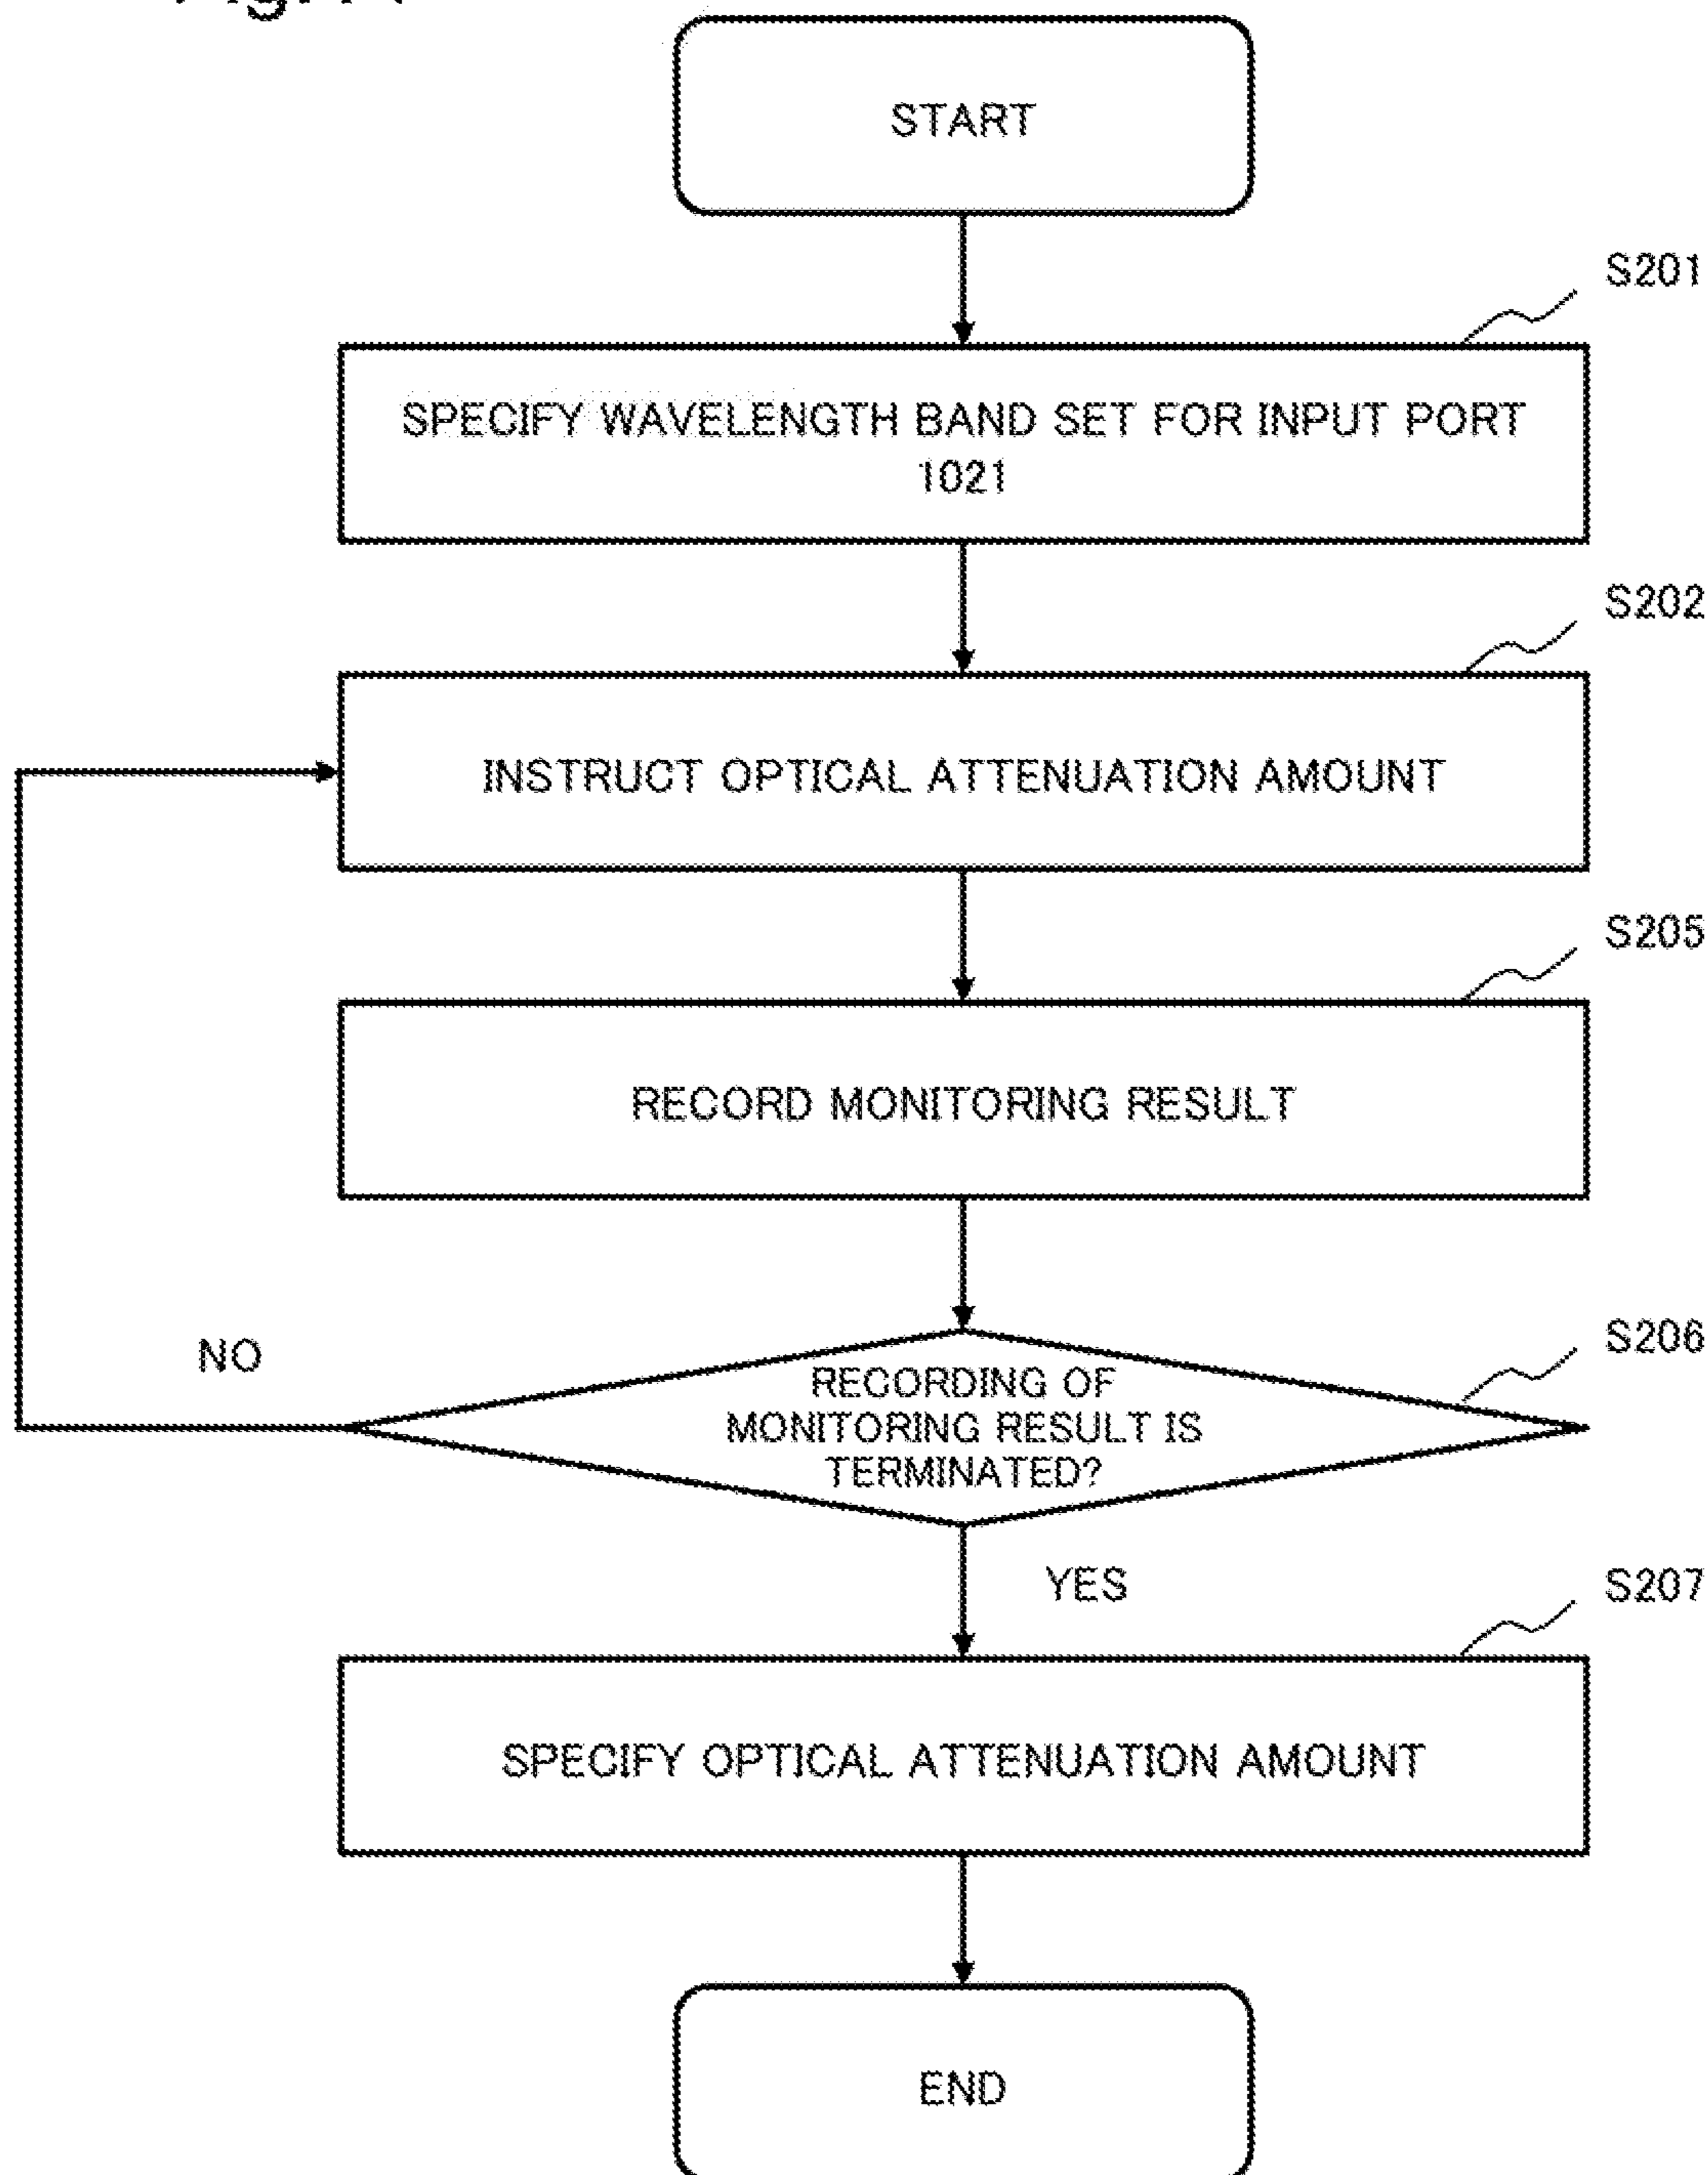 START
S201
SPECIFY WAVELENGTH BAND SET FOR INPUT PORT
1021
S202
INSTRUCT OPTICAL ATTENUATION AMOUNT
S205
RECORD MONITORING RESULT
S206
NO
RECORDING OF
MONITORING RESULT IS
TERMINATED?
YES
S207
SPECIFY OPTICAL ATTENUATION AMOUNT
END